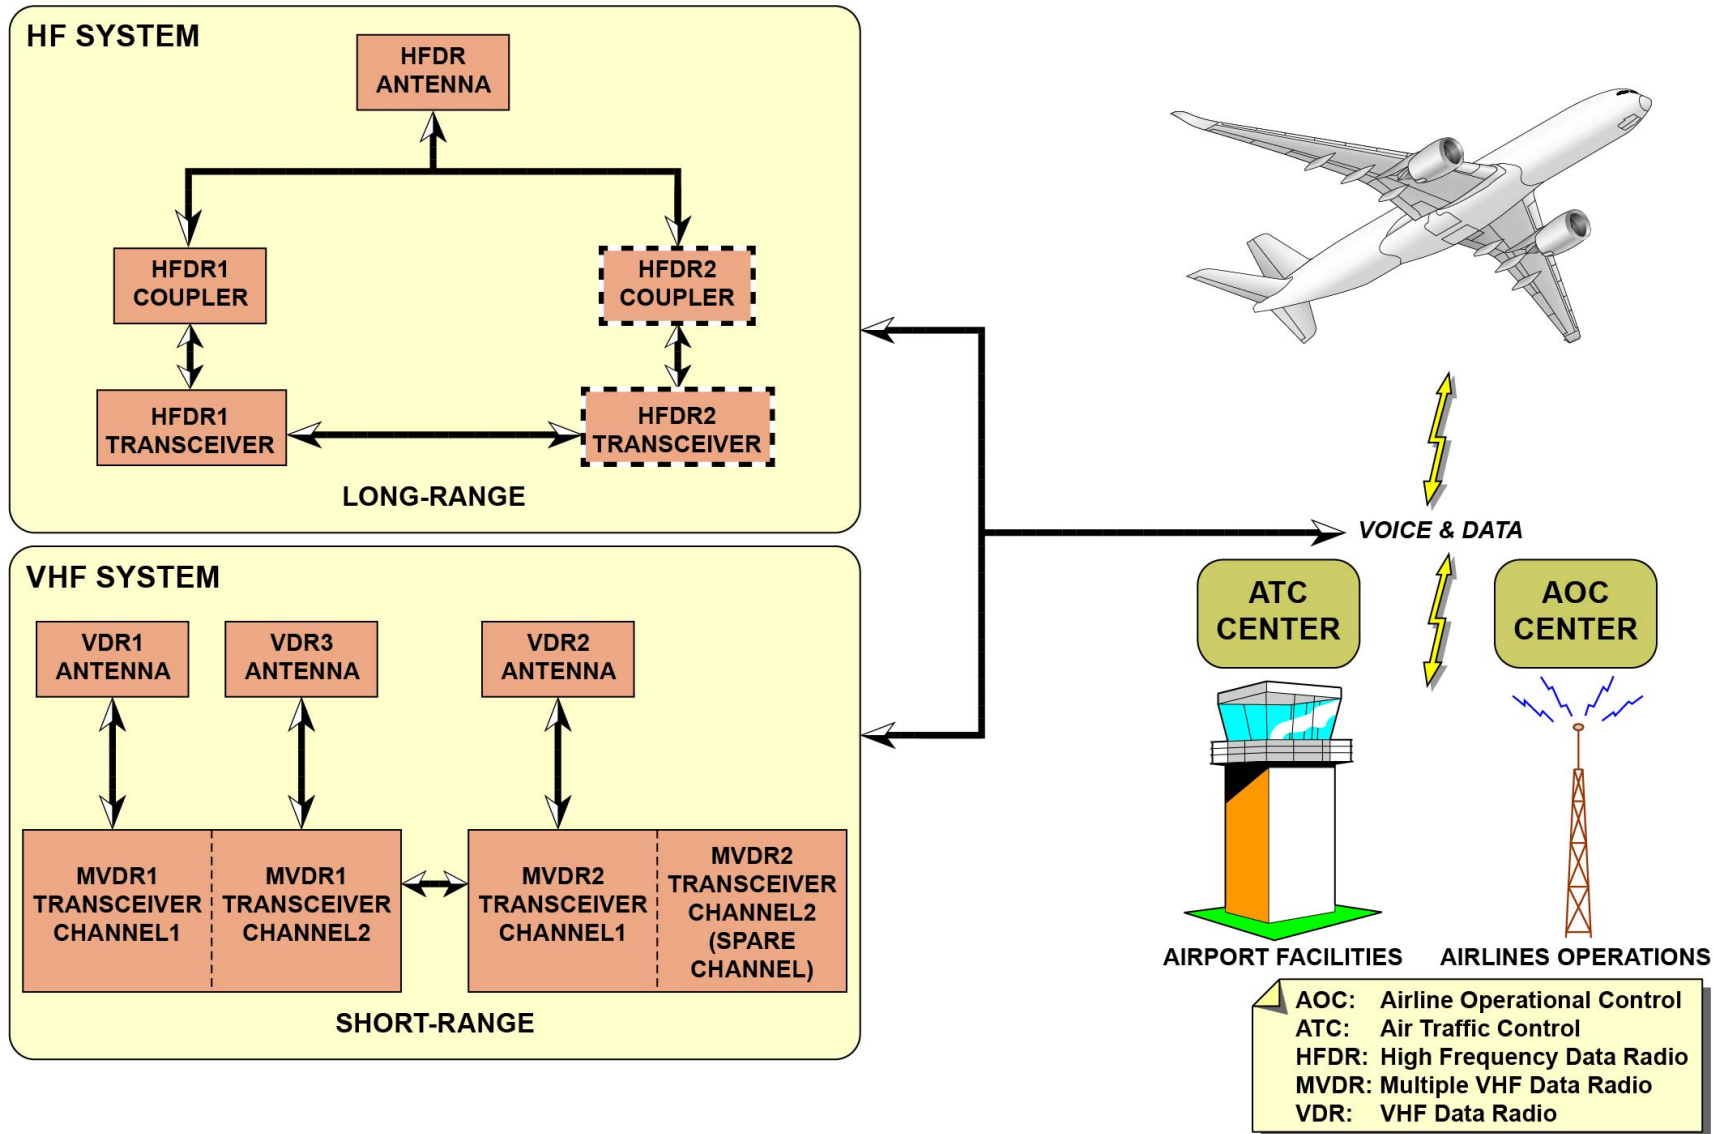 HF SYSTEM
HFDR
ANTENNA
HFDR1
COUPLER
HFDR2
COUPLER
HFDR1
TRANSCEIVER
HFDR2
TRANSCEIVER
LONG-RANGE
VHF SYSTEM
VDR1
ANTENNA
VDR3
ANTENNA
VDR2
ANTENNA
MVDR1
TRANSCEIVER
CHANNEL1
MVDR1
TRANSCEIVER
CHANNEL2
MVDR2
TRANSCEIVER
CHANNEL1
MVDR2
TRANSCEIVER
CHANNEL2
(SPARE
CHANNEL)
SHORT-RANGE
VOICE & DATA
ATC
CENTER
AOC
CENTER
AIRPORT FACILITIES
AIRLINES OPERATIONS
AOC: Airline Operational Control
ATC: Air Traffic Control
HFDR: High Frequency Data Radio
MVDR: Multiple VHF Data Radio
VDR: VHF Data Radio